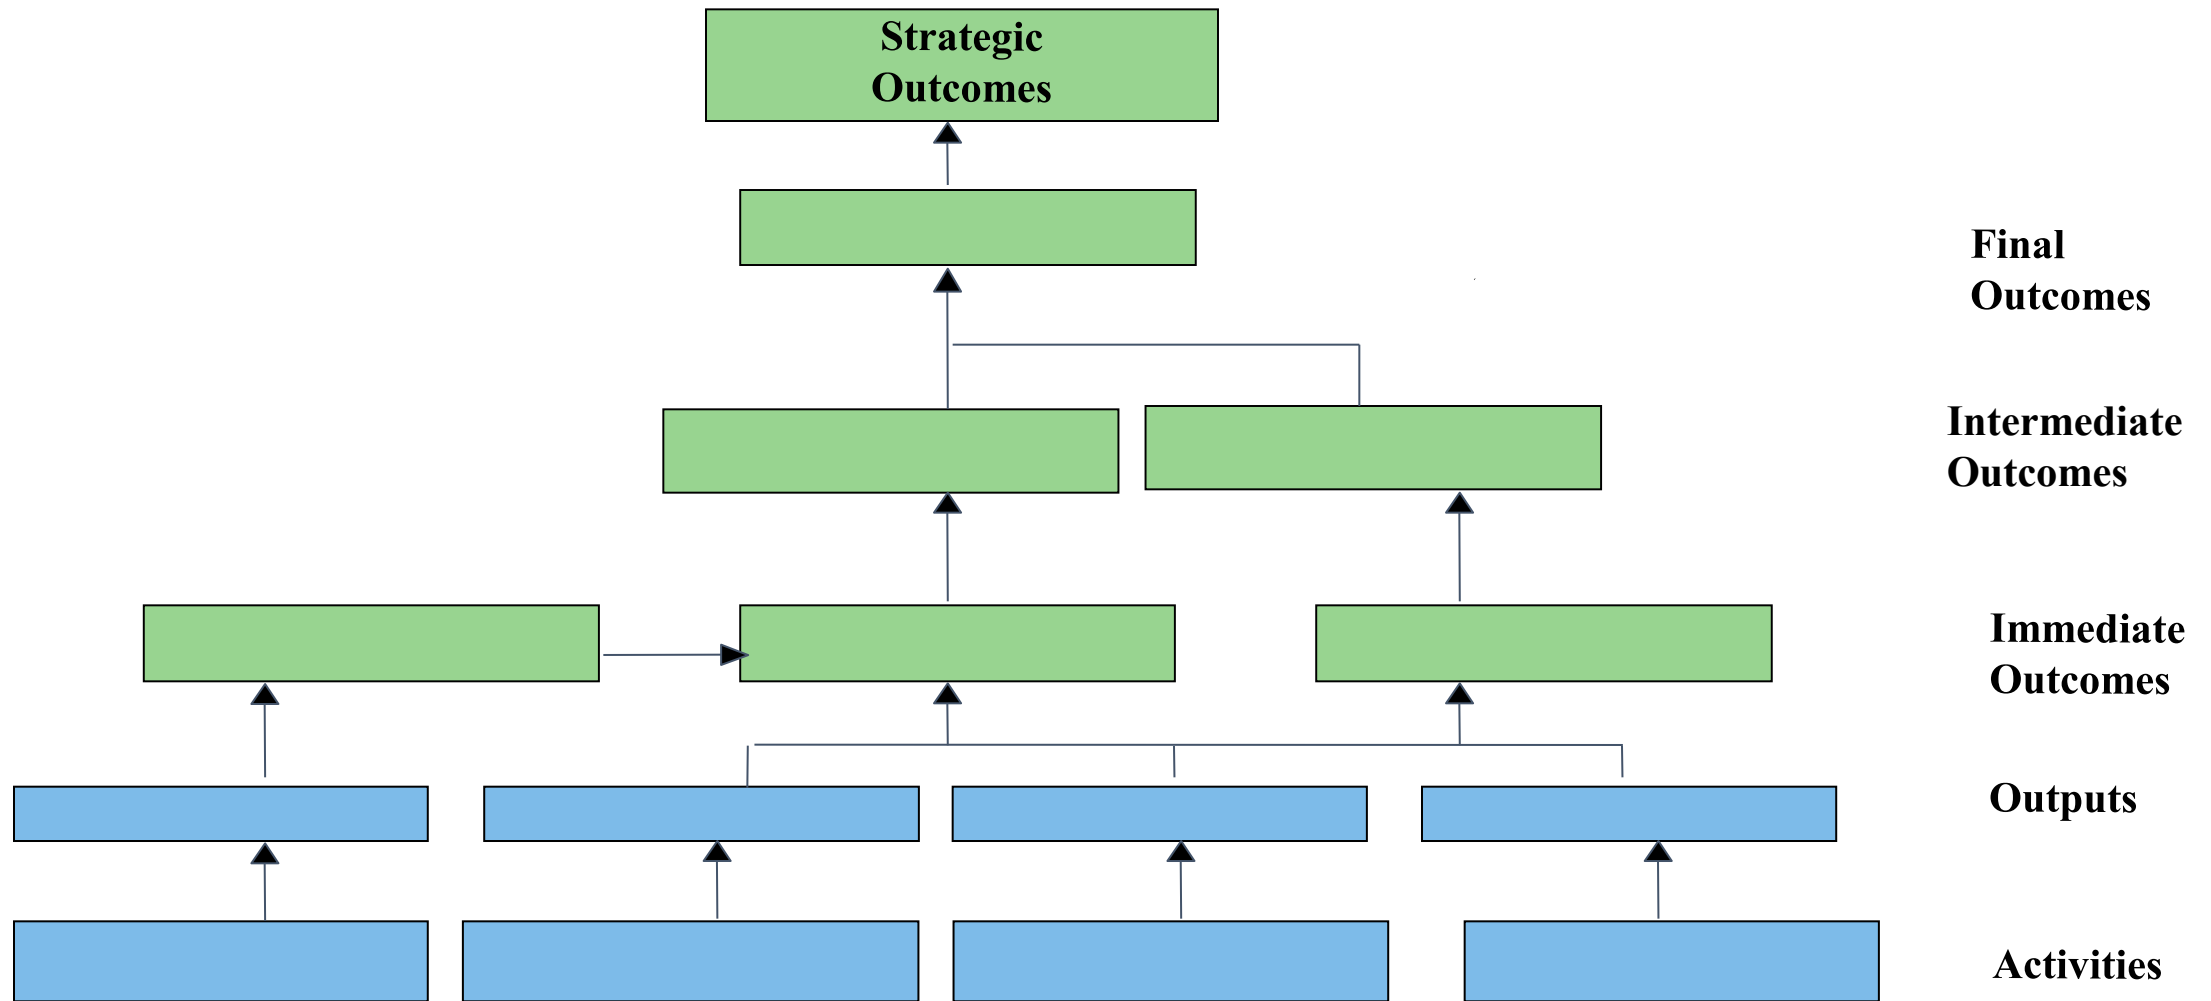 Strategic
Outcomes
Final
Outcomes
Intermediate
Outcomes
Immediate
Outcomes
Outputs
Activities